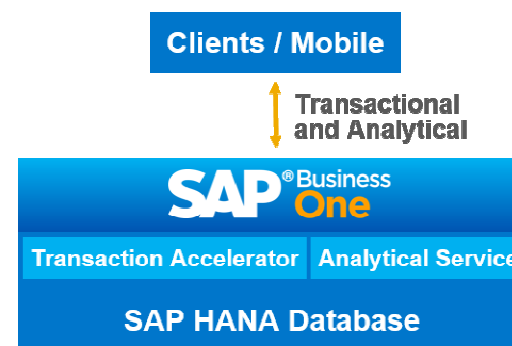 Clients / Mobile
Transactional
and Analytical
SAP® Business
One
Transaction Accelerator
Analytical Service
SAP HANA Database